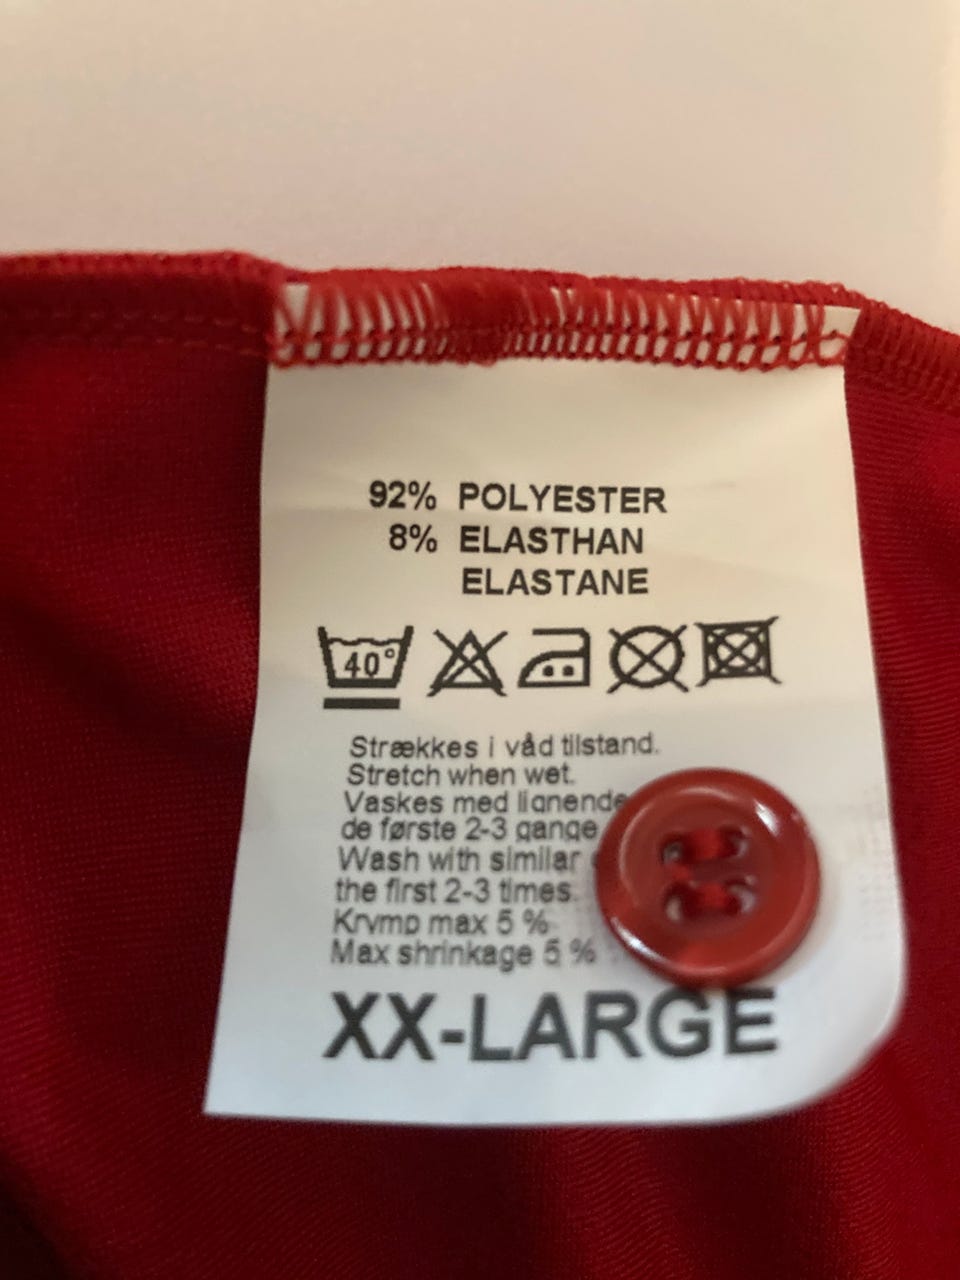 92% POLYESTER
8% ELASTHAN
ELASTANE
40°
Strækkes i våd tilstand.
Stretch when wet.
Vaskes med lignende
de første 2-3 gange
Wash with similar
the first 2-3 times.
Krymp max 5 %
Max shrinkage 5 %
XX-LARGE